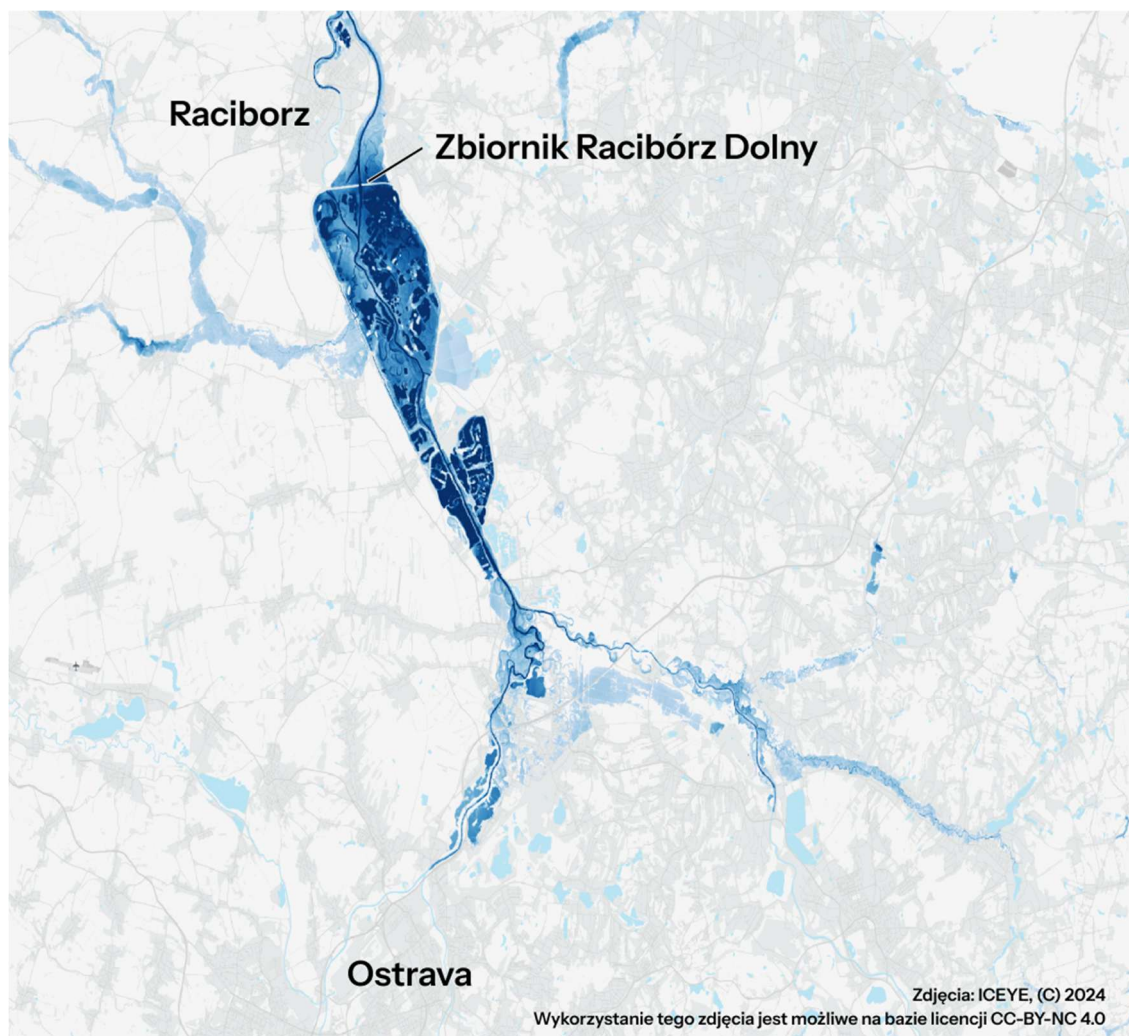 Raciborz
Zbiornik Racibórz Dolny
Ostrava
Zdjęcia: ICEYE, (C) 2024
Wykorzystanie tego zdjęcia jest możliwe na bazie licencji CC-BY-NC 4.0